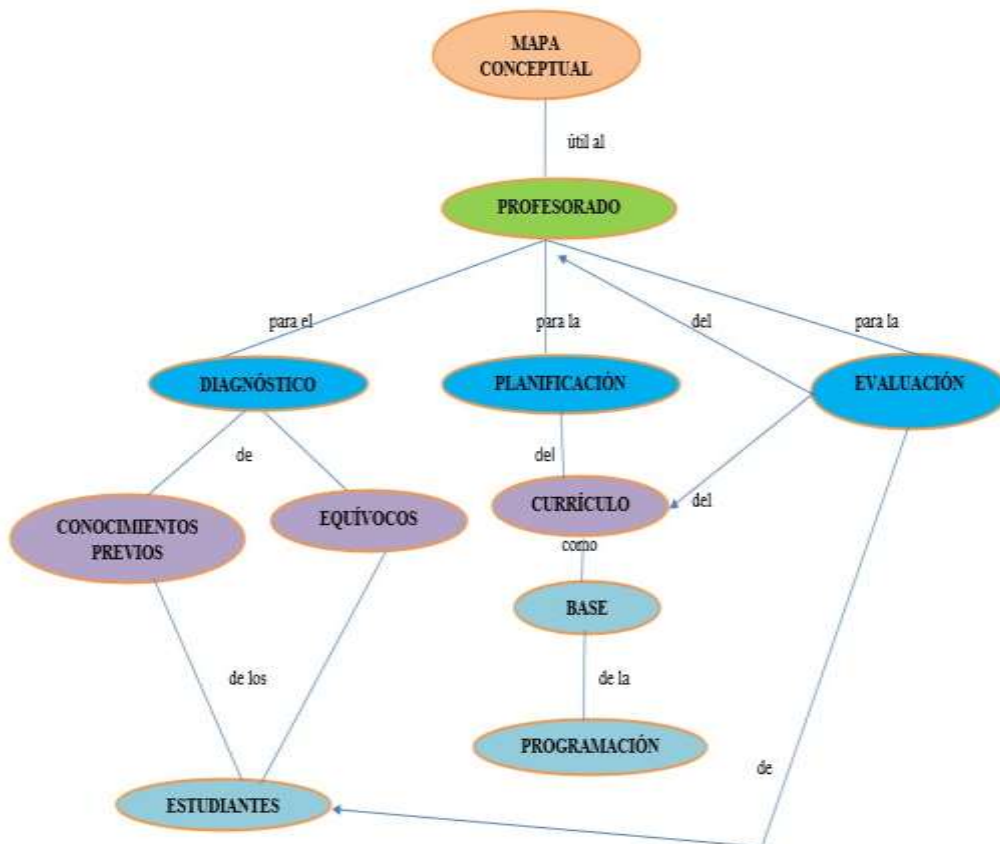 MAPA
CONCEPTUAL
útil al
PROFESORADO
para el
para la
del
para la
DIAGNÓSTICO
PLANIFICACIÓN
EVALUACIÓN
de
del
CONOCIMIENTOS
PREVIOS
EQUÍVOCOS
CURRÍCULO
del
como
BASE
de los
de la
PROGRAMACIÓN
de
ESTUDIANTES